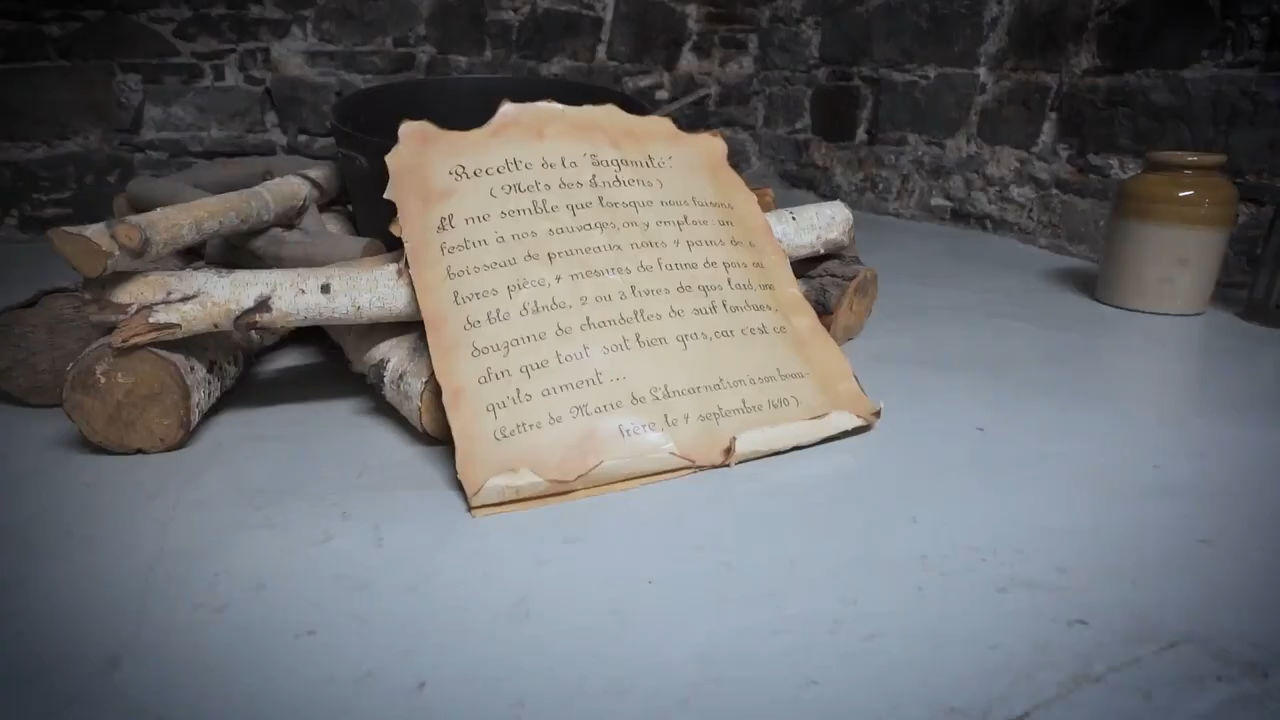 Recette de la "Sagamité".
(Mets des Indiens)
Il me semble que lorsque nous faisons
festin à nos sauvages, on y emploie: un
boisseau de pruneaux noirs 4 pains de 6
livres pièce, 4 mesures de farine de pois ou
de blé d'Inde, 2 ou 3 livres de gros lard, une
douzaine de chandelles de suif fondues,
afin que tout soit bien gras, car c'est ce
qu'ils aiment ...
(Lettre de Marie de L'Incarnation à son beau-
frère, le 4 septembre 1640).